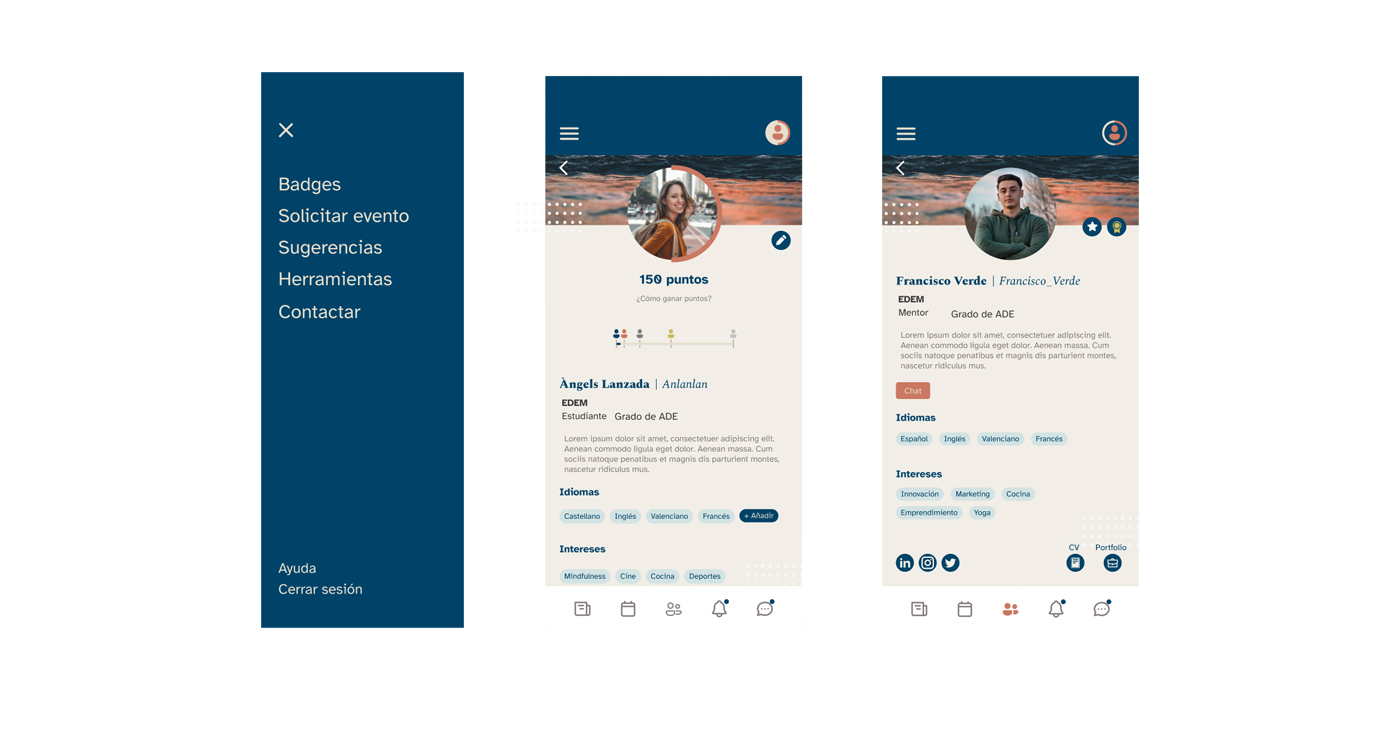 Badges
Solicitar evento
Sugerencias
Herramientas
Contactar
Ayuda
Cerrar sesión
150 puntos
¿Cómo ganar puntos?
Àngels Lanzada | Anlanlan
EDEM
Estudiante Grado de ADE
Lorem ipsum dolor sit amet, consectetuer adipiscing elit.
Aenean commodo ligula eget dolor. Aenean massa. Cum
sociis natoque penatibus et magnis dis parturient montes,
nascetur ridiculus mus.
Idiomas
Castellano Inglés Valenciano Francés + Añadir
Intereses
Mindfulness Cine Cocina Deportes
Francisco Verde | Francisco_Verde
EDEM
Mentor Grado de ADE
Lorem ipsum dolor sit amet, consectetuer adipiscing elit.
Aenean commodo ligula eget dolor. Aenean massa. Cum
sociis natoque penatibus et magnis dis parturient montes,
nascetur ridiculus mus.
Chat
Idiomas
Español Inglés Valenciano Francés
Intereses
Innovación Marketing Cocina
Emprendimiento Yoga
CV Portfolio